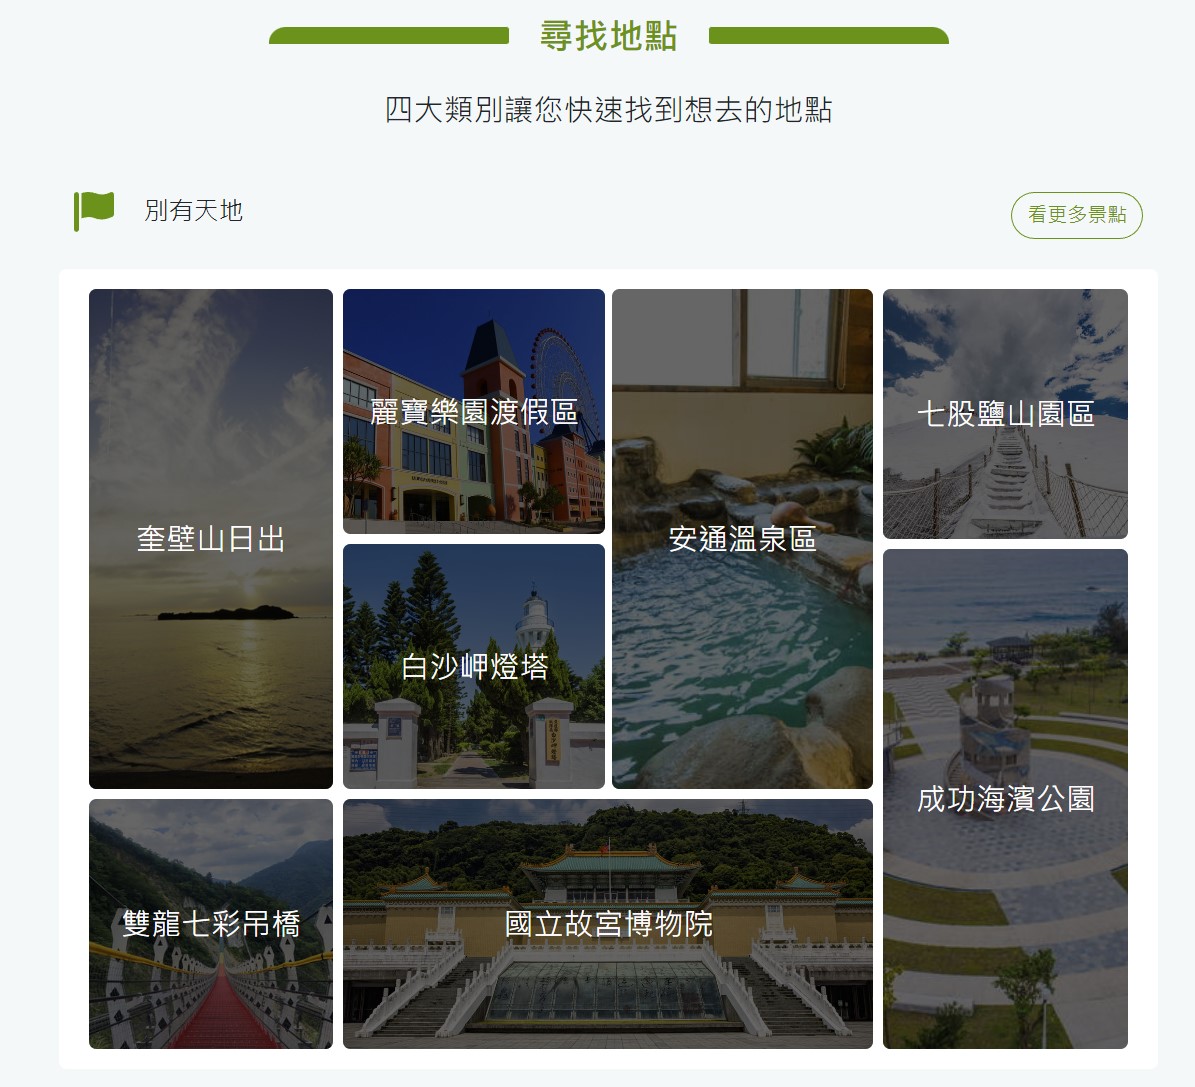 尋找地點
四大類別讓您快速找到想去的地點
別有天地
看更多景點
奎壁山日出
麗寶樂園渡假區
白沙岬燈塔
安通溫泉區
七股鹽山園區
成功海濱公園
雙龍七彩吊橋
國立故宮博物院